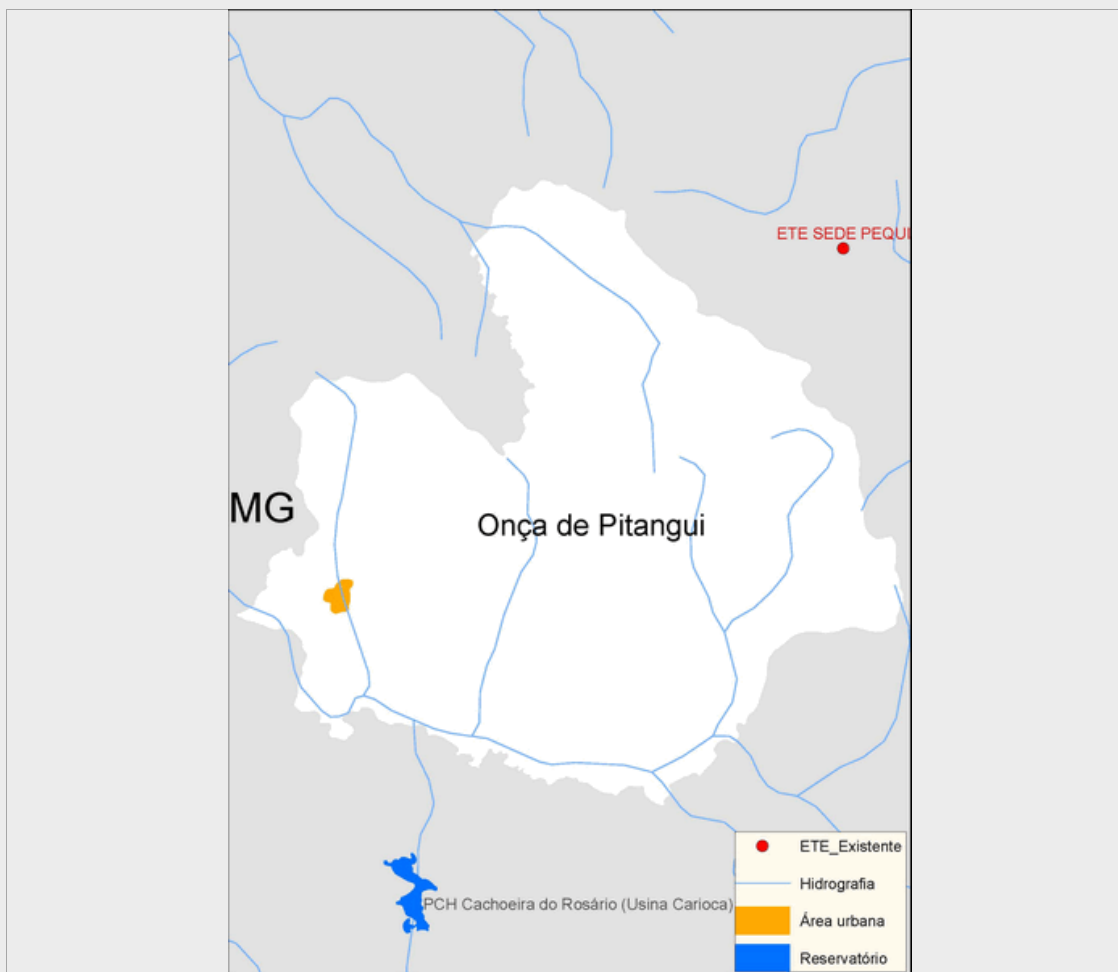 ETE SEDE PEQUI
MG
Onça de Pitangui
PCH Cachoeira do Rosário (Usina Carioca)
ETE_Existente
Hidrografia
Área urbana
Reservatório